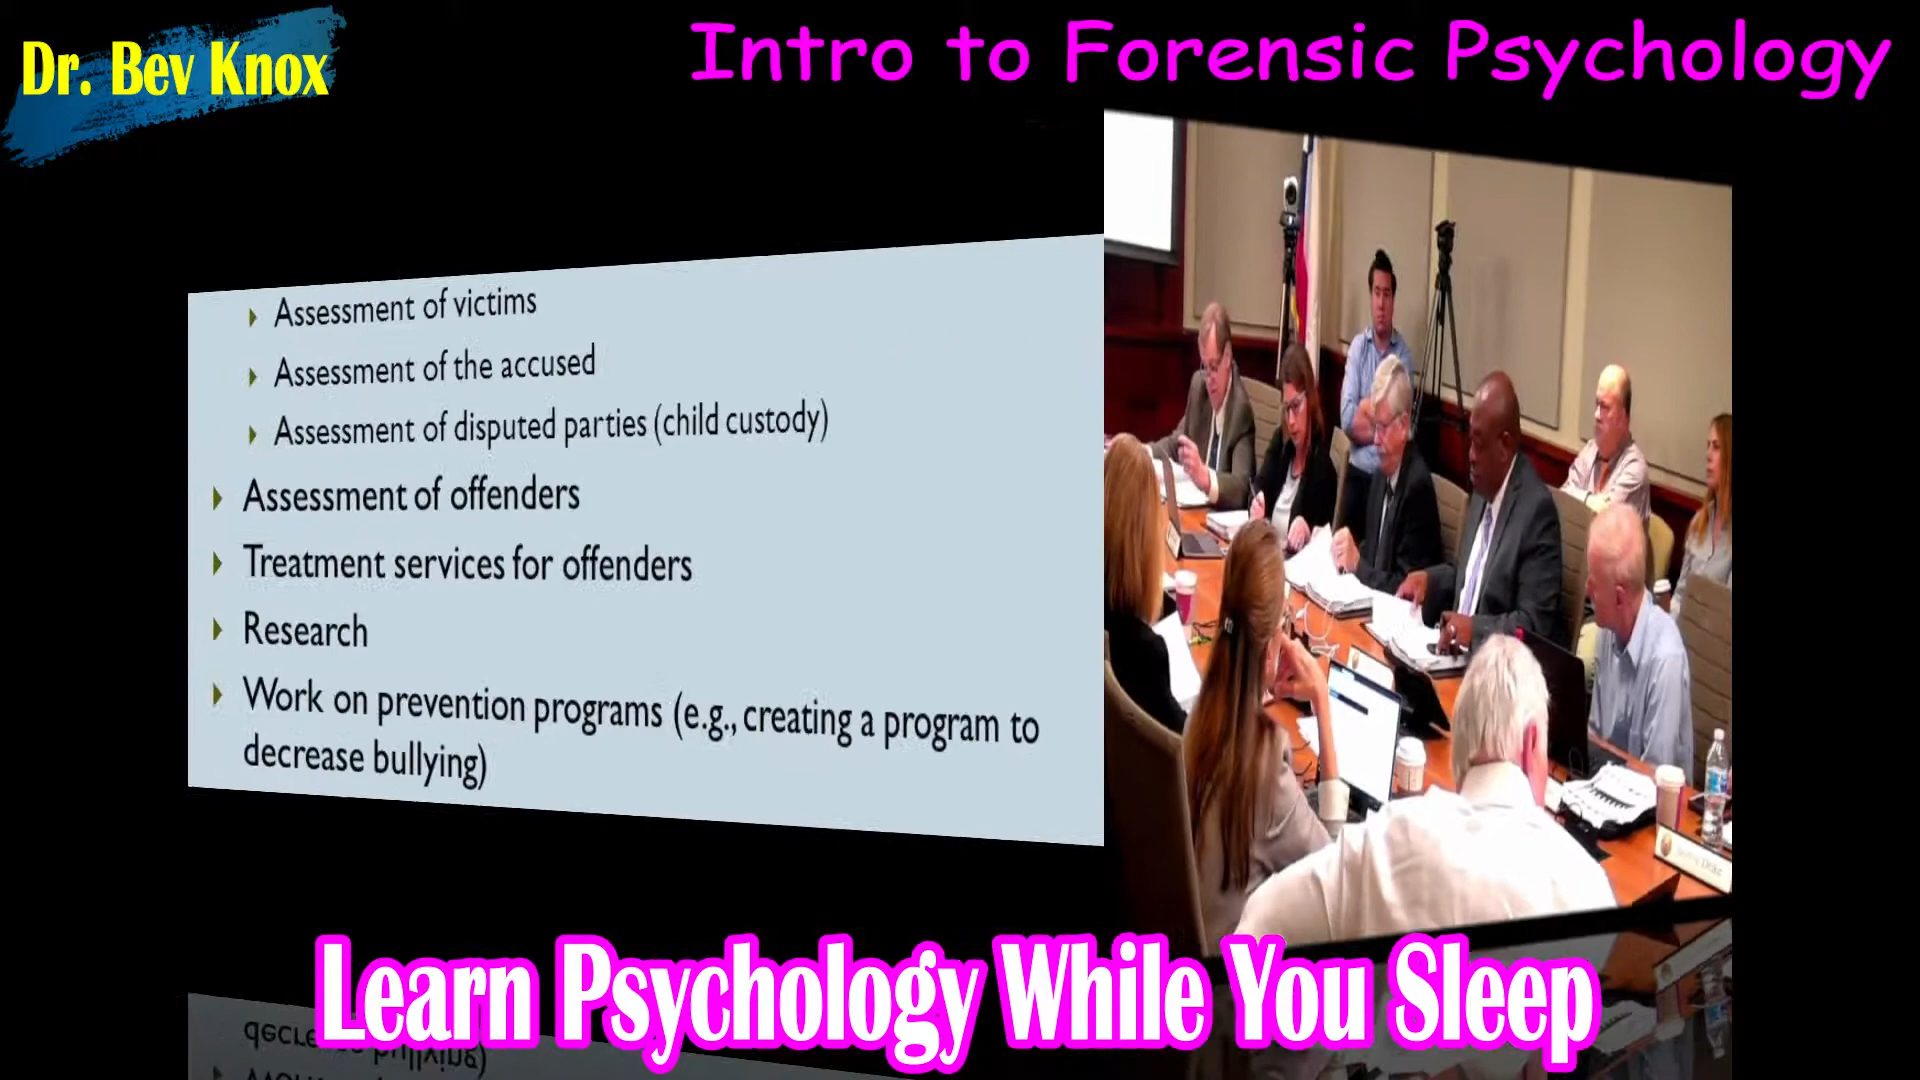 Dr. Bev Knox
Intro to Forensic Psychology
Assessment of victims
Assessment of the accused
Assessment of disputed parties (child custody)
Assessment of offenders
Treatment services for offenders
Research
Work on prevention programs (e.g., creating a program to
decrease bullying)
Learn Psychology While You Sleep
decrease bullying)